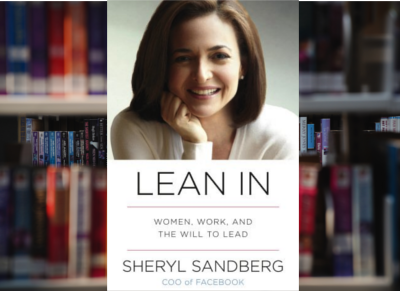 LEAN IN
WOMEN, WORK, AND
THE WILL TO LEAD
SHERYL SANDBERG
COO of FACEBOOK